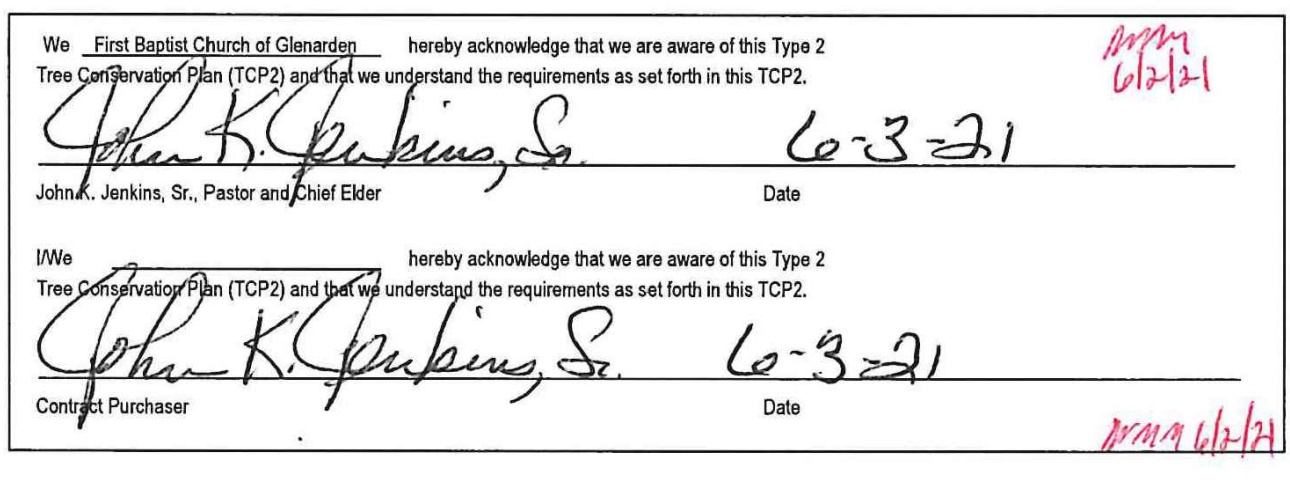 We First Baptist Church of Glenarden hereby acknowledge that we are aware of this Type 2
Tree Conservation Plan (TCP2) and that we understand the requirements as set forth in this TCP2.
6/2/21
John K. Jenkins, Sr. 6-3-21
John K. Jenkins, Sr., Pastor and Chief Elder Date
I/We hereby acknowledge that we are aware of this Type 2
Tree Conservation Plan (TCP2) and that we understand the requirements as set forth in this TCP2.
John K. Jenkins, Sr. 6-3-21
Contract Purchaser Date
6/2/21